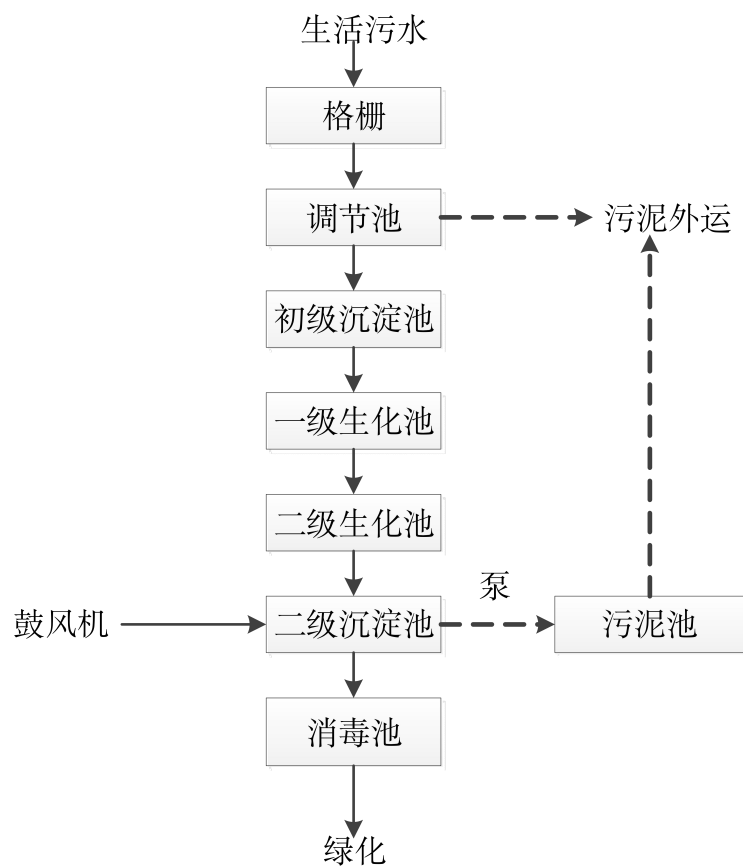 生活污水
格栅
调节池
污泥外运
初级沉淀池
一级生化池
二级生化池
泵
鼓风机
二级沉淀池
污泥池
消毒池
绿化